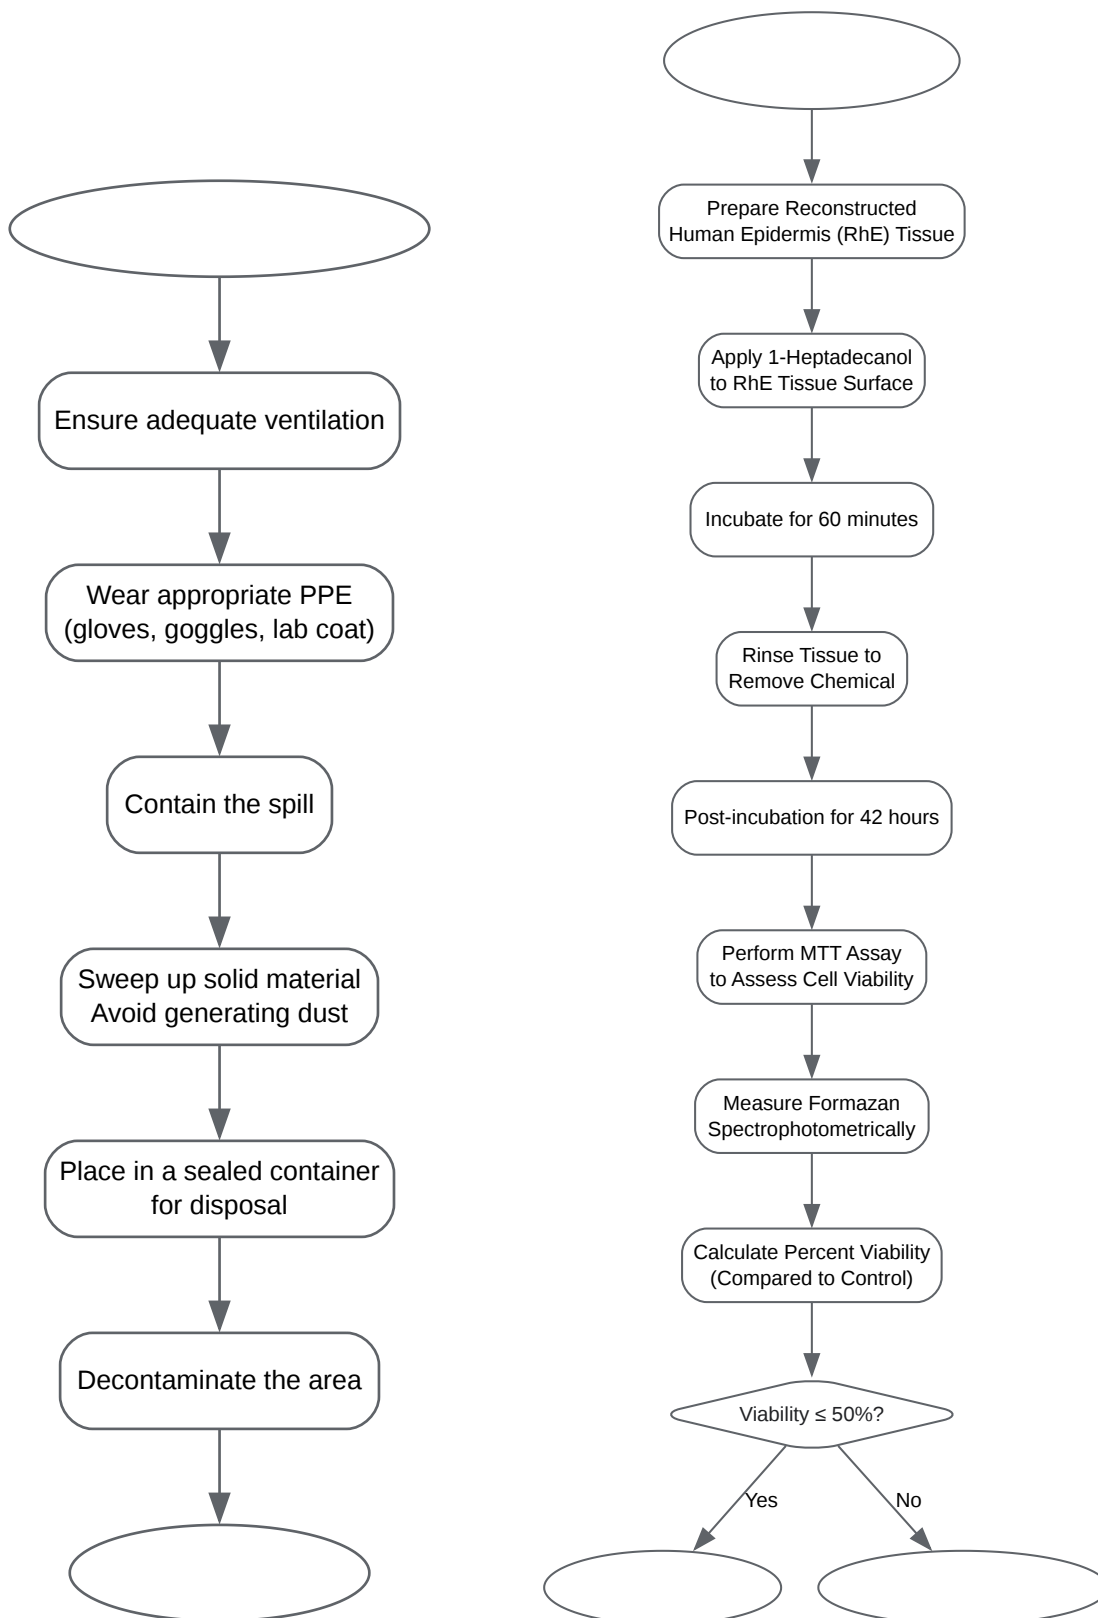 Ensure adequate ventilation
Wear appropriate PPE
(gloves, goggles, lab coat)
Contain the spill
Sweep up solid material
Avoid generating dust
Place in a sealed container
for disposal
Decontaminate the area
Prepare Reconstructed
Human Epidermis (RhE) Tissue
Apply 1-Heptadecanol
to RhE Tissue Surface
Incubate for 60 minutes
Rinse Tissue to
Remove Chemical
Post-incubation for 42 hours
Perform MTT Assay
to Assess Cell Viability
Measure Formazan
Spectrophotometrically
Calculate Percent Viability
(Compared to Control)
Viability ≤ 50%?
Yes
No